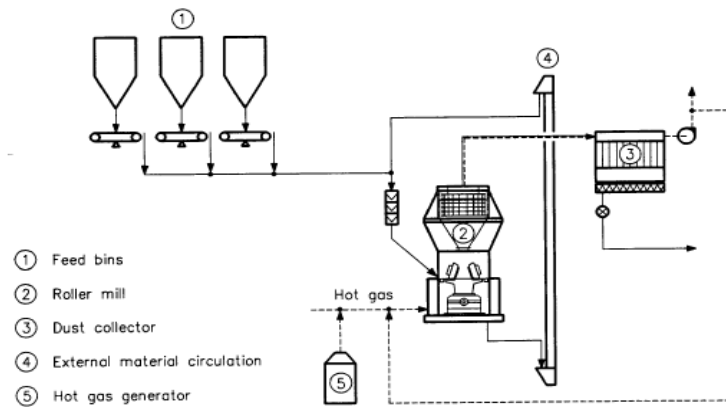 ①
④
③
②
① Feed bins
② Roller mill
Hot gas
③ Dust collector
④ External material circulation
⑤
⑤ Hot gas generator